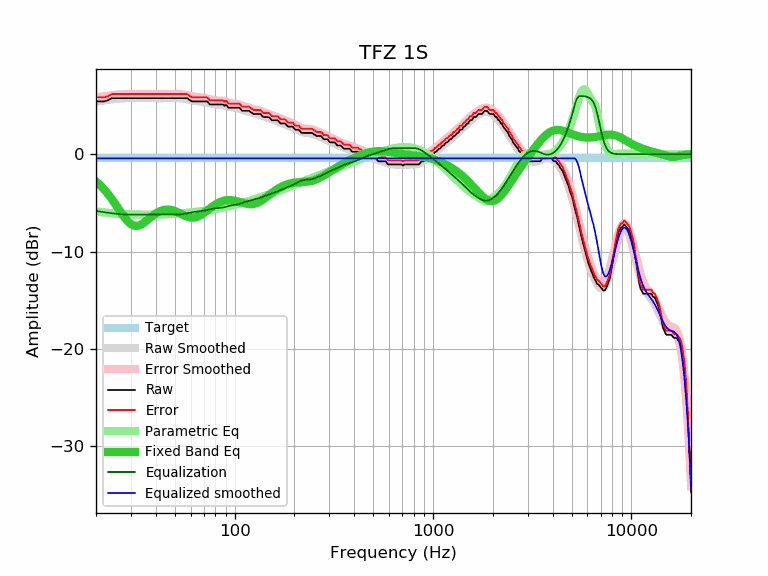 TFZ 1S
Amplitude (dBr)
0
−10
−20
−30
Target
Raw Smoothed
Error Smoothed
Raw
Error
Parametric Eq
Fixed Band Eq
Equalization
Equalized smoothed
100 1000 10000
Frequency (Hz)